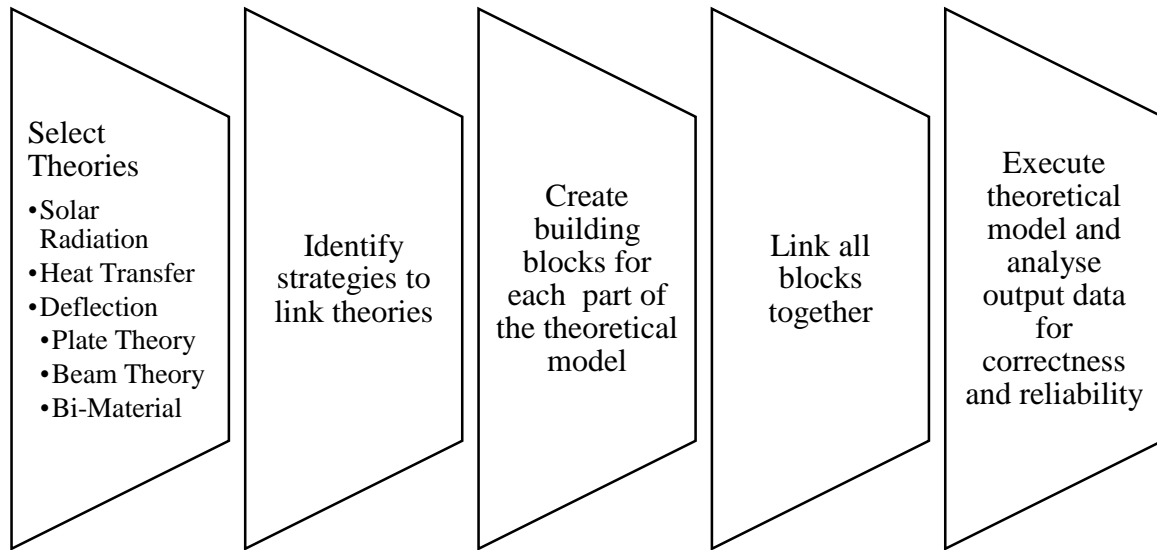 Select
Theories
•Solar
Radiation
•Heat Transfer
•Deflection
•Plate Theory
•Beam Theory
•Bi-Material
Identify
strategies to
link theories
Create
building
blocks for
each part of
the theoretical
model
Link all
blocks
together
Execute
theoretical
model and
analyse
output data
for
correctness
and reliability